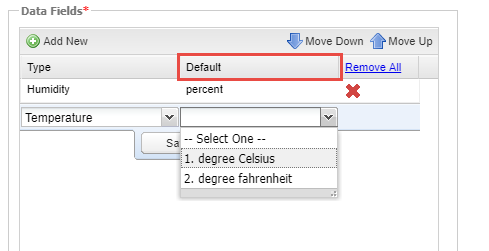 Data Fields*
Add New Move Down Move Up
Type Default Remove All
Humidity percent
Temperature
-- Select One --
1. degree Celsius
2. degree fahrenheit